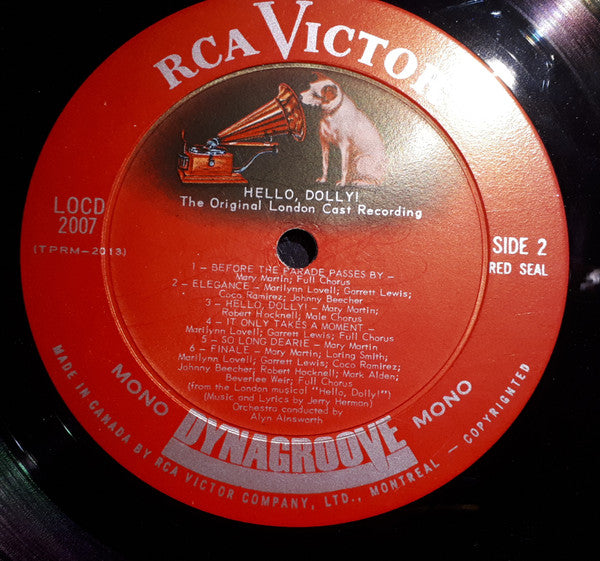 RCA VICTOR
HELLO, DOLLY!
The Original London Cast Recording
LOCD
2007
(TPRM-2013)
SIDE 2
RED SEAL
1 - BEFORE THE PARADE PASSES BY -
Mary Martin; Full Chorus
2 - ELEGANCE - Marilynn Lovell; Garrett Lewis;
Coco Ramirez; Johnny Beecher
3 - HELLO, DOLLY! - Mary Martin;
Robert Hocknell; Male Chorus
4 - IT ONLY TAKES A MOMENT -
Marilynn Lovell; Garrett Lewis; Full Chorus
5 - SO LONG DEARIE - Mary Martin
6 - FINALE - Mary Martin; Loring Smith;
Marilynn Lovell; Garrett Lewis; Coco Ramirez;
Johnny Beecher; Robert Hocknell; Mark Alden;
Beverlee Weir; Full Chorus
(from the London musical "Hello, Dolly!")
(Music and Lyrics by Jerry Herman)
Orchestra conducted by
Alyn Ainsworth
MONO
DYNAGROOVE
MONO
MADE IN CANADA BY RCA VICTOR COMPANY, LTD., MONTREAL - COPYRIGHTED